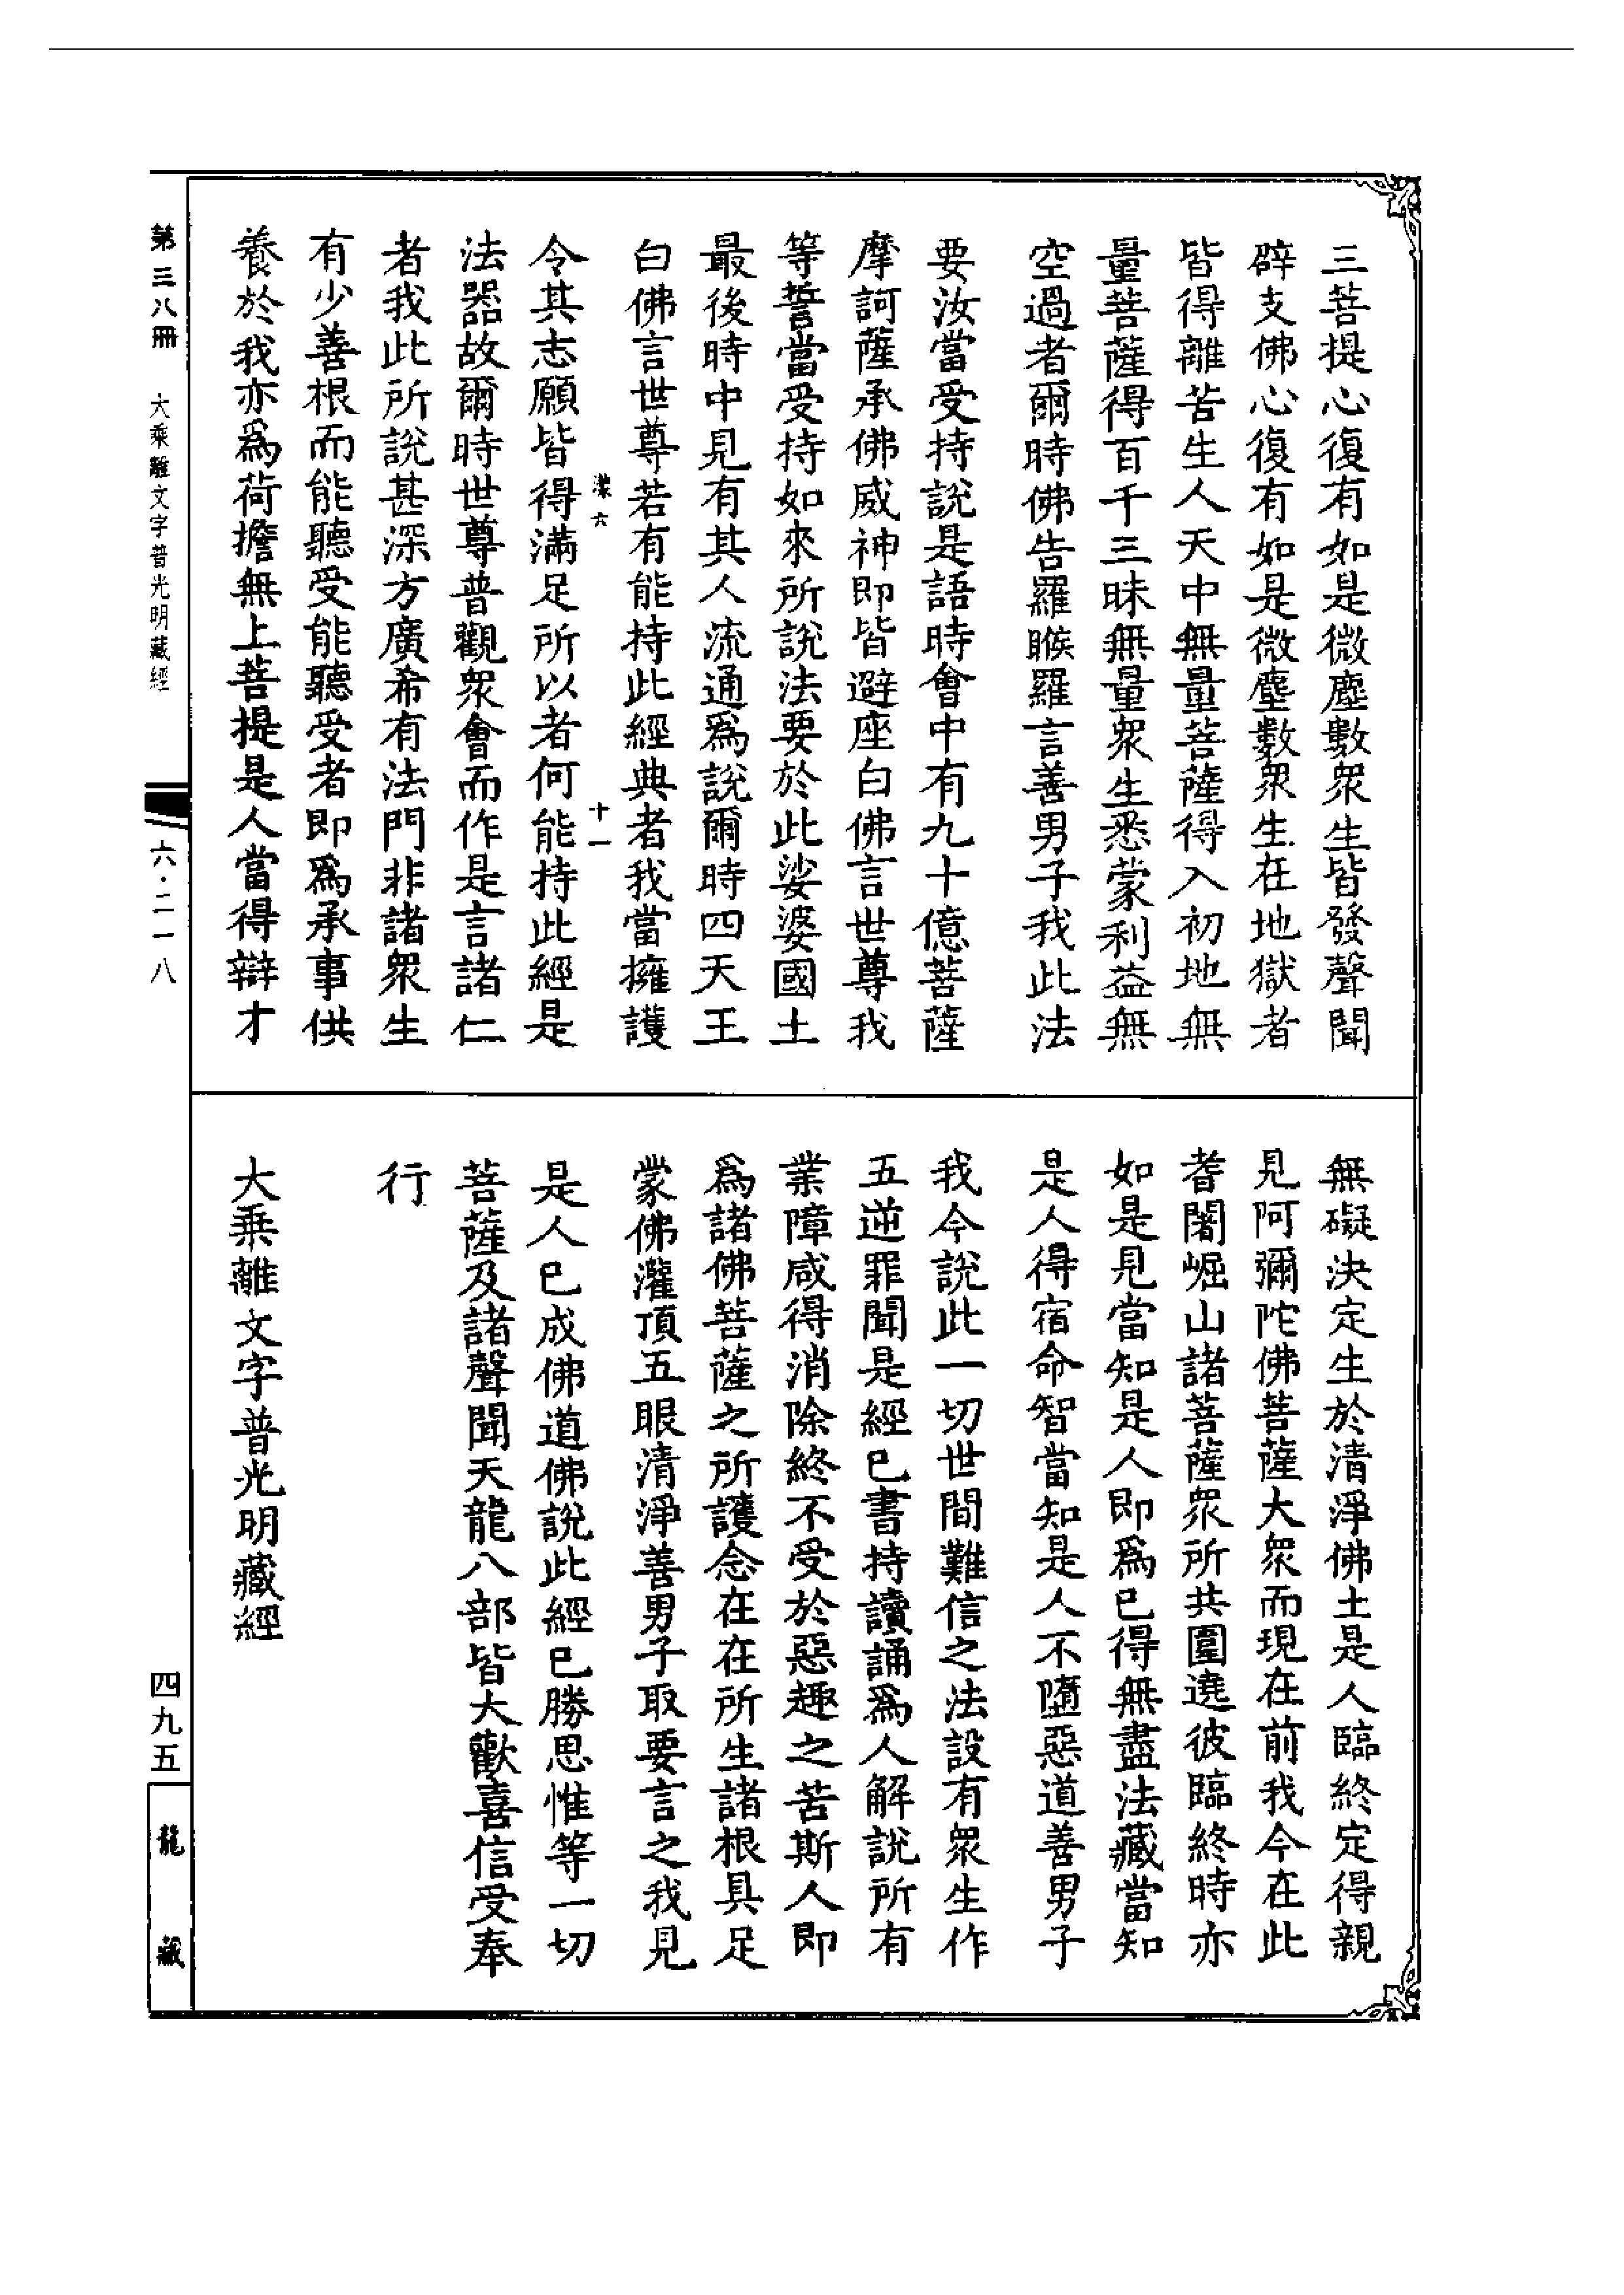 三菩提心復有如是微塵數眾生皆發聲聞
辟支佛心復有如是微塵數眾生在地獄者
皆得離苦生人天中無量菩薩得入初地無
量菩薩得百千三昧無量眾生悉蒙利益無
空過者爾時佛告羅睺羅言善男子我此法
要汝當受持說是語時會中有九十億菩薩
摩訶薩承佛威神即皆避座白佛言世尊我
等誓當受持如來所說法要於此娑婆國土
最後時中見有其人流通為說爾時四天王
白佛言世尊若有能持此經典者我當擁護
六 十一
令其志願皆得滿足所以者何能持此經是
法器故爾時世尊普觀眾會而作是言諸仁
者我此所說甚深方廣希有法門非諸眾生
有少善根而能聽受能聽受者即為承事供
養於我亦為荷擔無上菩提是人當得辯才
無礙決定生於清淨佛土是人臨終定得親
見阿彌陀佛菩薩大眾而現在前我今在此
耆闍崛山諸菩薩眾所共圍遶彼臨終時亦
如是見當知是人即為已得無盡法藏當知
是人得宿命智當知是人不墮惡道善男子
我今說此一切世間難信之法設有眾生作
五逆罪聞是經已書持讀誦為人解說所有
業障咸得消除終不受於惡趣之苦斯人即
為諸佛菩薩之所護念在在所生諸根具足
蒙佛灌頂五眼清淨善男子取要言之我見
是人已成佛道佛說此經已勝思惟等一切
菩薩及諸聲聞天龍八部皆大歡喜信受奉
行
大乘離文字普光明藏經
第三八冊 大乘離文字普光明藏經 六·二一八 四九五 龍藏